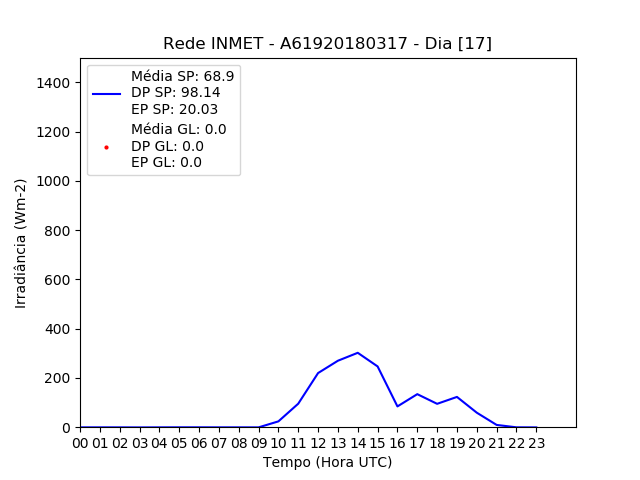 Rede INMET - A61920180317 - Dia [17]
Média SP: 68.9
DP SP: 98.14
EP SP: 20.03
Média GL: 0.0
DP GL: 0.0
EP GL: 0.0
1400
1200
1000
800
600
400
200
0
Irradiância (Wm-2)
00 01 02 03 04 05 06 07 08 09 10 11 12 13 14 15 16 17 18 19 20 21 22 23
Tempo (Hora UTC)